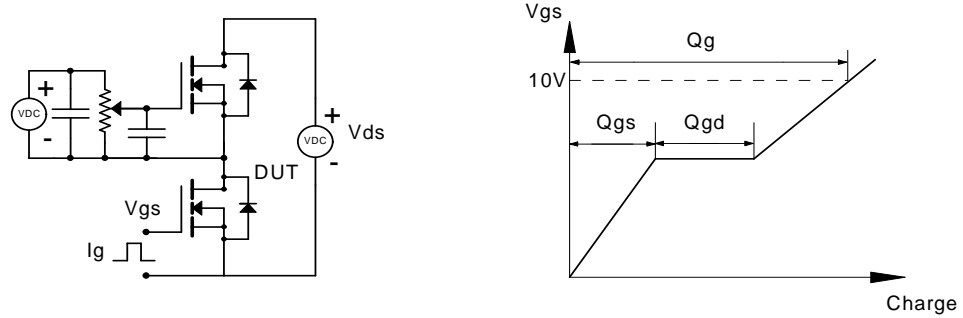 VDC
+
-
Vgs
Ig
DUT
+
VDC
-
Vds
Vgs
Qg
10V
Qgs
Qgd
Charge